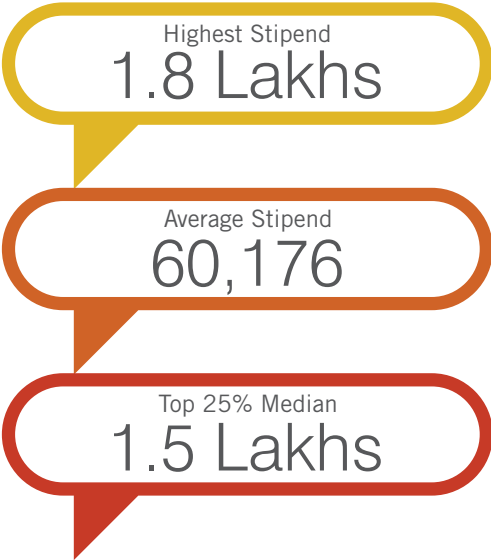 Highest Stipend
1.8 Lakhs
Average Stipend
60,176
Top 25% Median
1.5 Lakhs